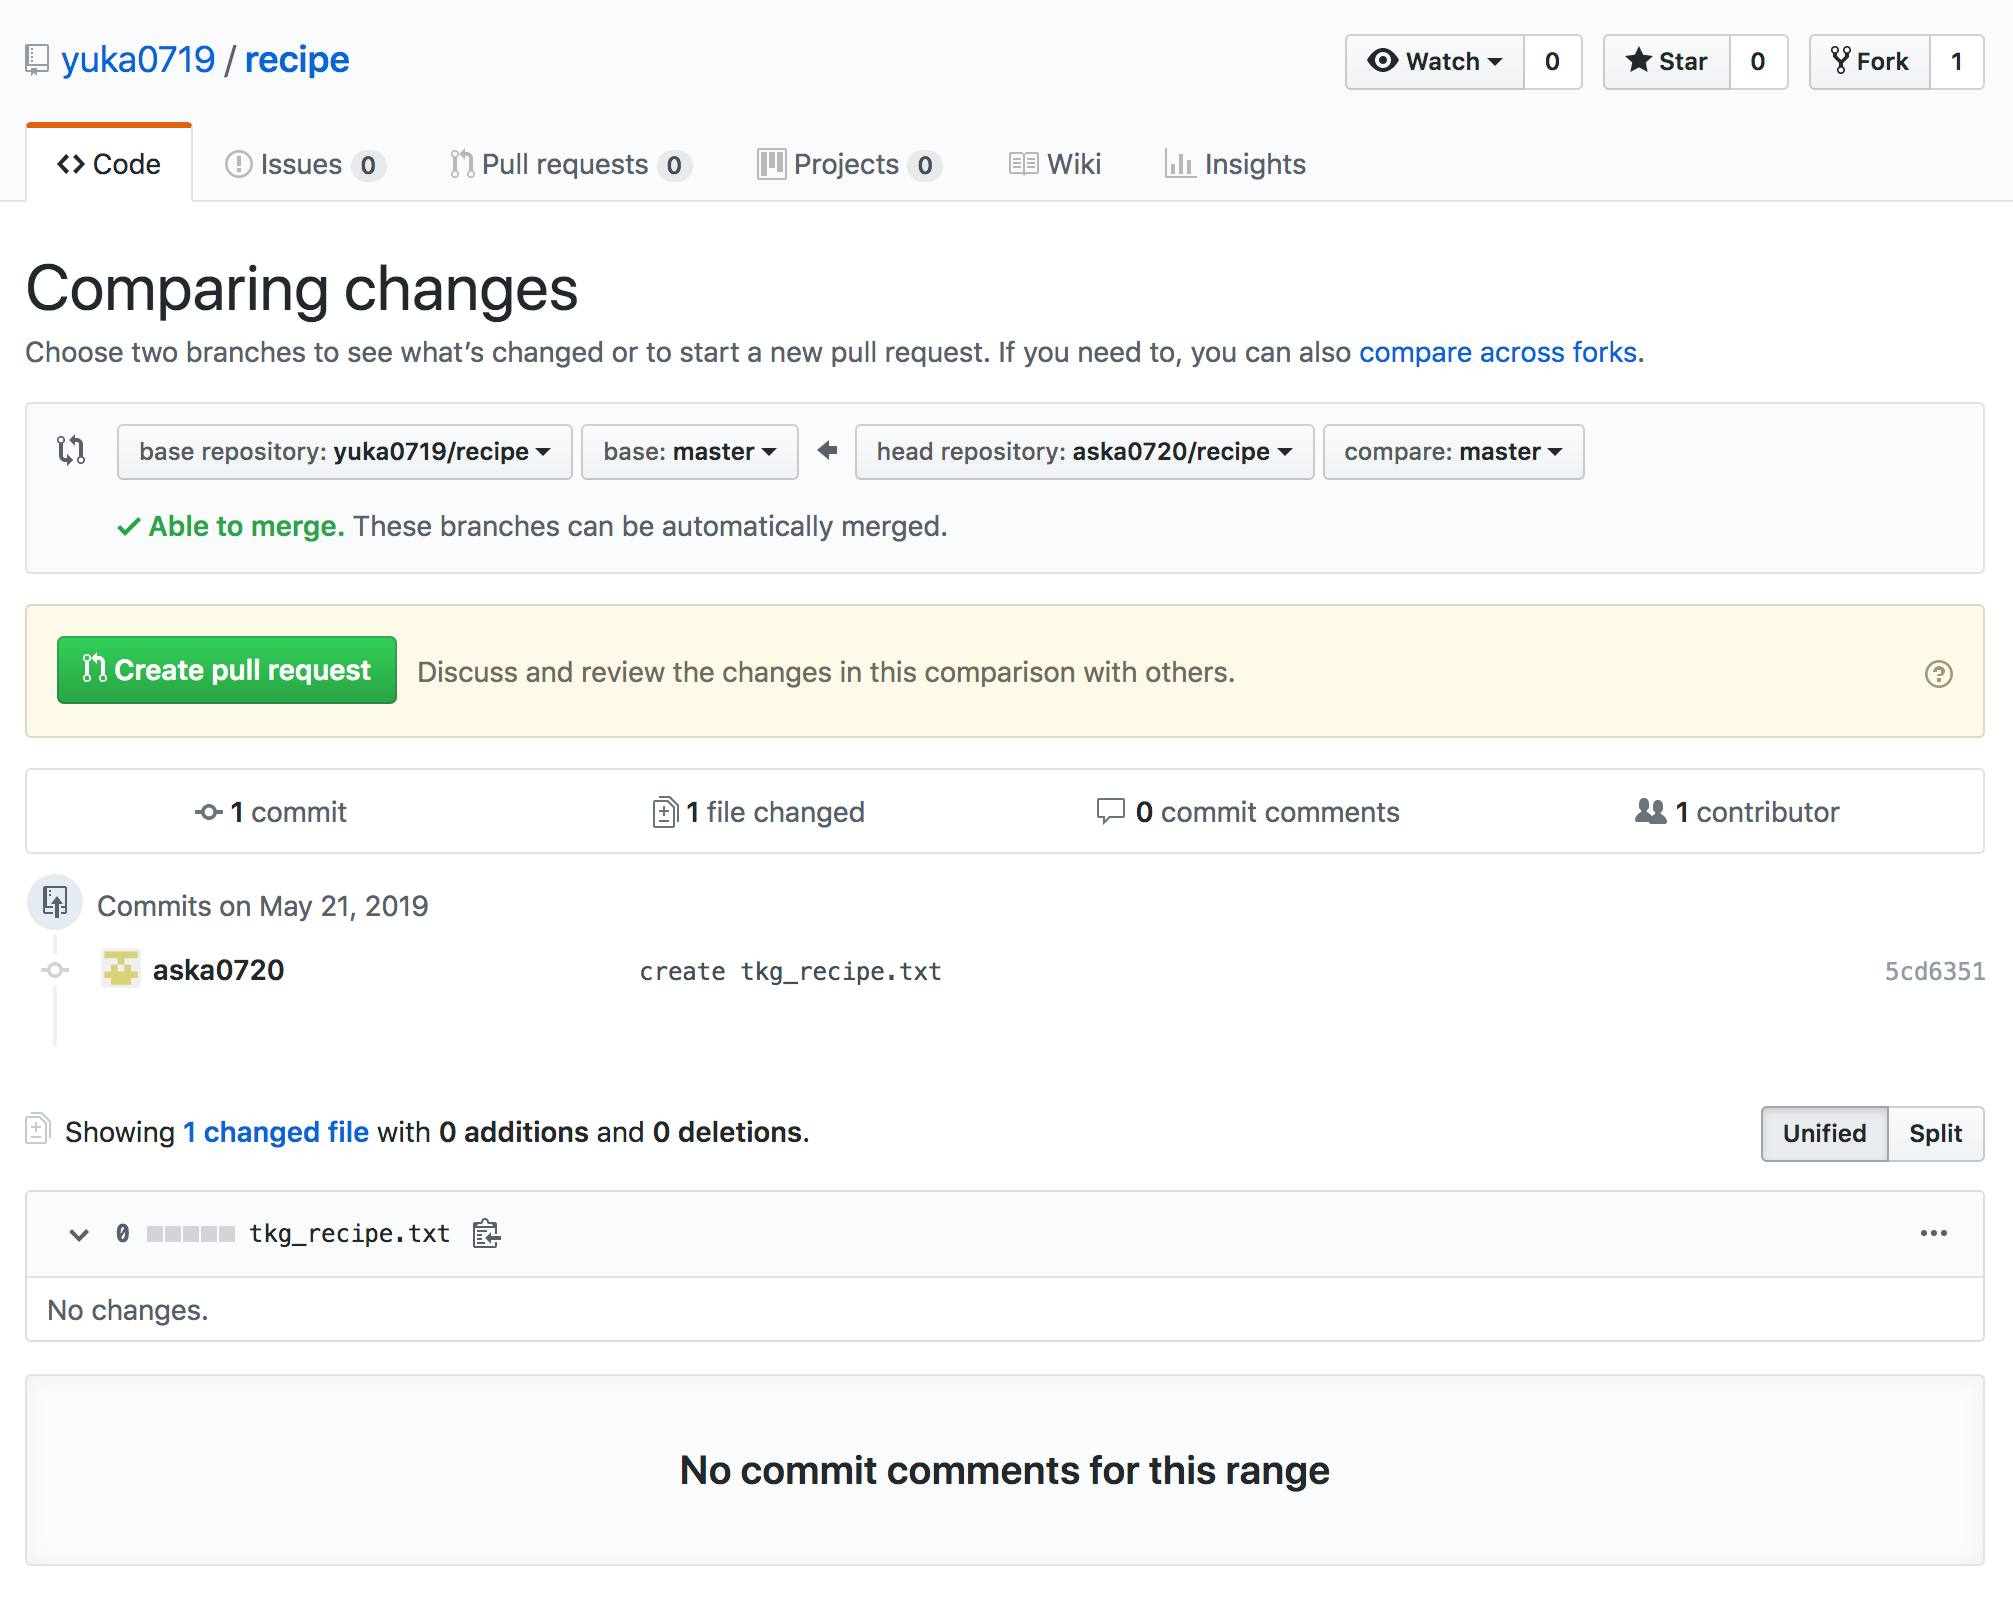 yuka0719 / recipe
Watch 0 Star 0 Fork 1
Code Issues 0 Pull requests 0 Projects 0 Wiki Insights
Comparing changes
Choose two branches to see what’s changed or to start a new pull request. If you need to, you can also compare across forks.
base repository: yuka0719/recipe base: master head repository: aska0720/recipe compare: master
Able to merge. These branches can be automatically merged.
Create pull request Discuss and review the changes in this comparison with others.
1 commit 1 file changed 0 commit comments 1 contributor
Commits on May 21, 2019
aska0720 create tkg_recipe.txt 5cd6351
Showing 1 changed file with 0 additions and 0 deletions.
Unified Split
0 tkg_recipe.txt
No changes.
No commit comments for this range